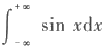 ∫₋∞⁺∞ sin xdx